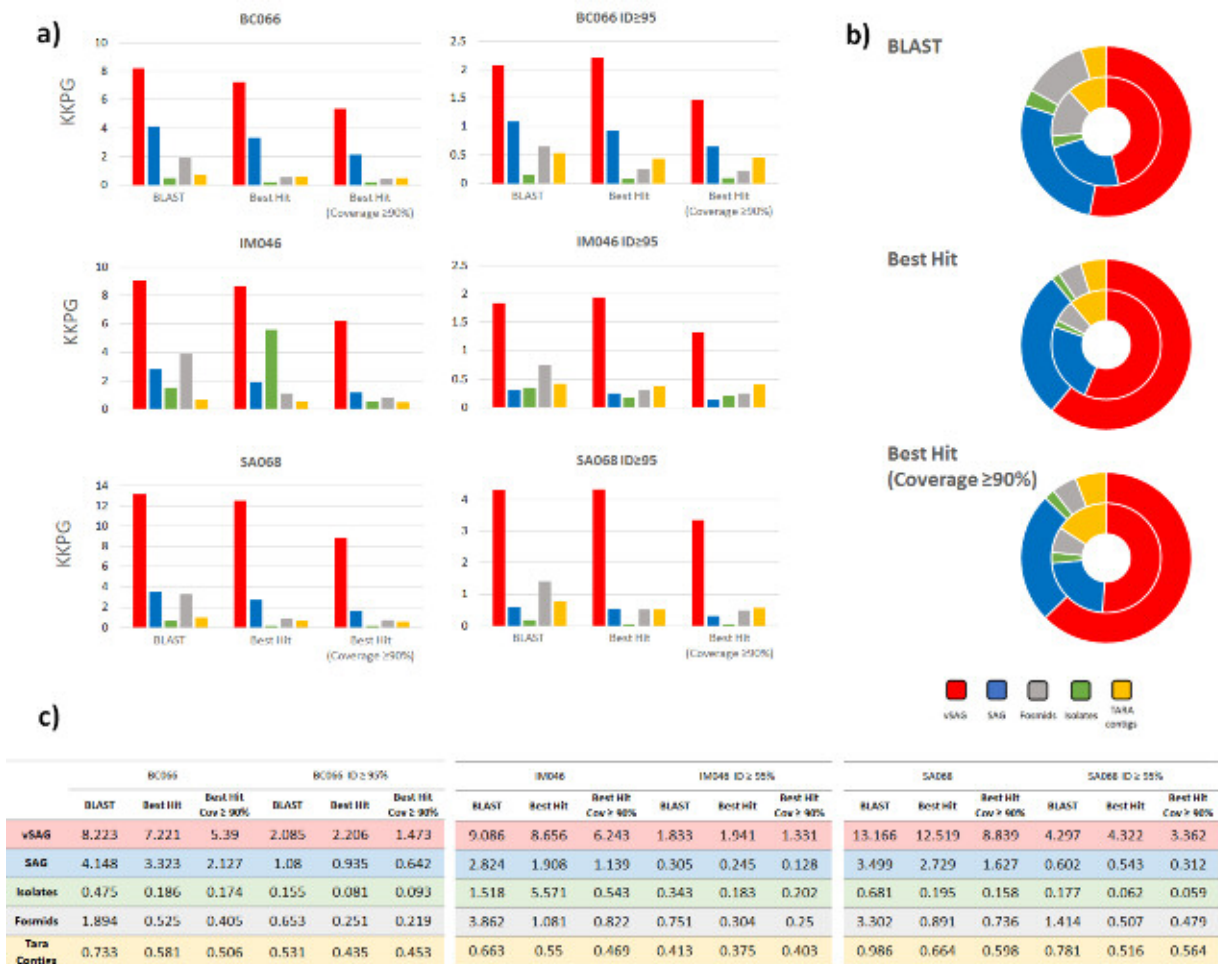 a)
BC066
10
8
6
4
2
0
KKPG
BLAST
Best Hit
Best Hit
(Coverage ≥90%)
BC066 ID≥95
2.5
2
1.5
1
0.5
0
BLAST
Best Hit
Best Hit
(Coverage ≥90%)
IM046
10
8
6
4
2
0
KKPG
IM046 ID≥95
2.5
2
1.5
1
0.5
0
SA068
14
12
10
8
6
4
2
0
KKPG
BLAST
Best Hit
Best Hit
(Coverage ≥90%)
SA068 ID≥95
4
3
2
1
0
BLAST
Best Hit
Best Hit
(Coverage ≥90%)
b)
BLAST
Best Hit
Best Hit
(Coverage ≥90%)
vSAG
SAG
Fosmids
Isolates
TARA
contigs
c)
BC066 BC066 ID ≥ 95% IM046 IM046 ID ≥ 95% SA068 SA068 ID ≥ 95%
BLAST Best Hit Best Hit Cov ≥ 90% BLAST Best Hit Best Hit Cov ≥ 90% BLAST Best Hit Best Hit Cov ≥ 90% BLAST Best Hit Best Hit Cov ≥ 90% BLAST Best Hit Best Hit Cov ≥ 90% BLAST Best Hit Best Hit Cov ≥ 90%
vSAG 8.223 7.221 5.39 2.085 2.206 1.473 9.086 8.656 6.243 1.833 1.941 1.331 13.166 12.519 8.839 4.297 4.322 3.362
SAG 4.148 3.323 2.127 1.08 0.935 0.642 2.824 1.908 1.139 0.305 0.245 0.128 3.499 2.729 1.627 0.602 0.543 0.312
Isolates 0.475 0.186 0.174 0.155 0.081 0.093 1.518 5.571 0.543 0.343 0.183 0.202 0.681 0.195 0.158 0.177 0.062 0.059
Fosmids 1.894 0.525 0.405 0.653 0.251 0.219 3.862 1.081 0.822 0.751 0.304 0.25 3.302 0.891 0.736 1.414 0.507 0.479
Tara Contigs 0.733 0.581 0.506 0.531 0.435 0.453 0.663 0.55 0.469 0.413 0.375 0.403 0.986 0.664 0.598 0.781 0.516 0.564